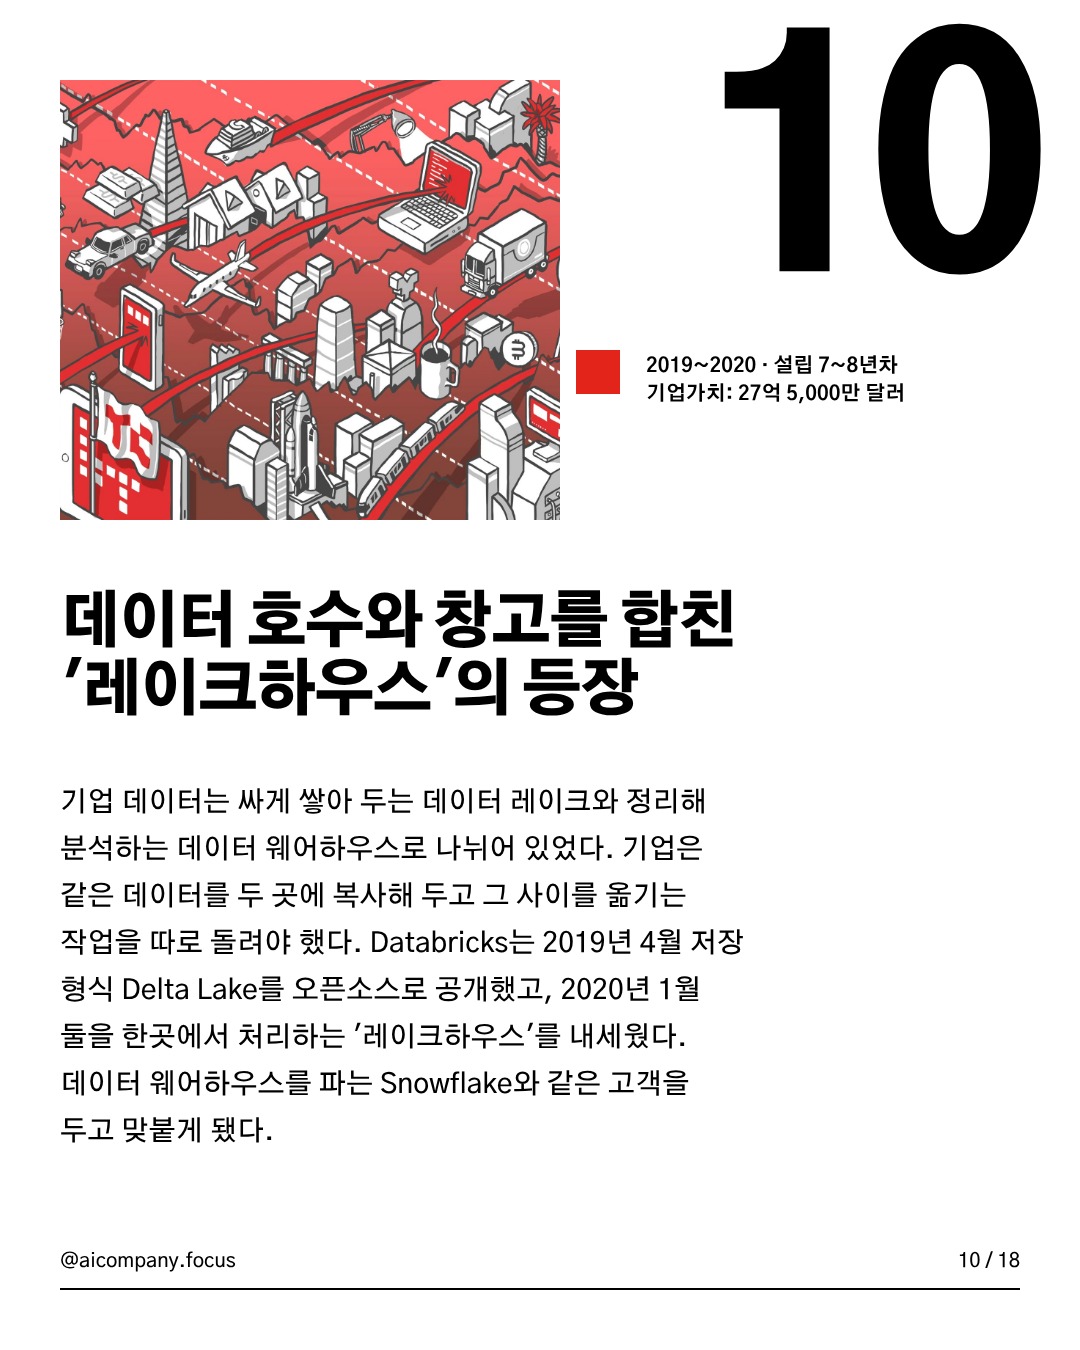 10
2019~2020 · 설립 7~8년차
기업가치: 27억 5,000만 달러
데이터 호수와 창고를 합친
'레이크하우스'의 등장
기업 데이터는 싸게 쌓아 두는 데이터 레이크와 정리해
분석하는 데이터 웨어하우스로 나뉘어 있었다. 기업은
같은 데이터를 두 곳에 복사해 두고 그 사이를 옮기는
작업을 따로 돌려야 했다. Databricks는 2019년 4월 저장
형식 Delta Lake를 오픈소스로 공개했고, 2020년 1월
둘을 한곳에서 처리하는 '레이크하우스'를 내세웠다.
데이터 웨어하우스를 파는 Snowflake와 같은 고객을
두고 맞붙게 됐다.
@aicompany.focus
10 / 18